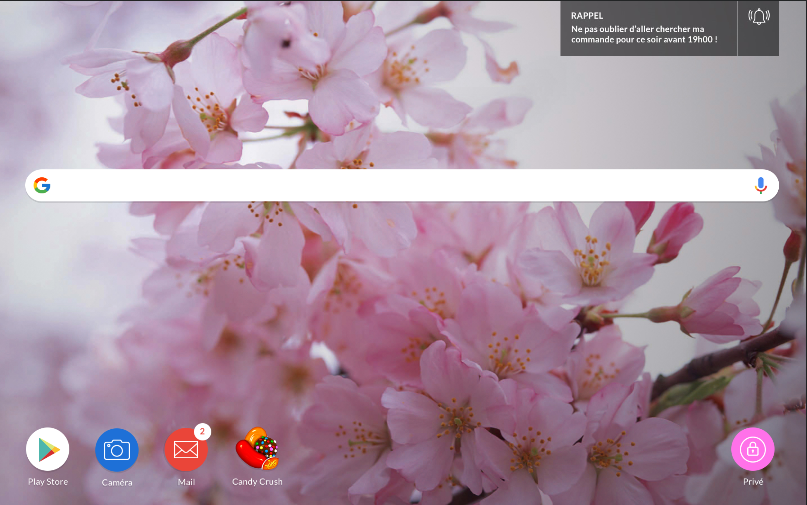 RAPPEL
Ne pas oublier d'aller chercher ma
commande pour ce soir avant 19h00 !
2
Play Store
Caméra
Mail
Candy Crush
Privé